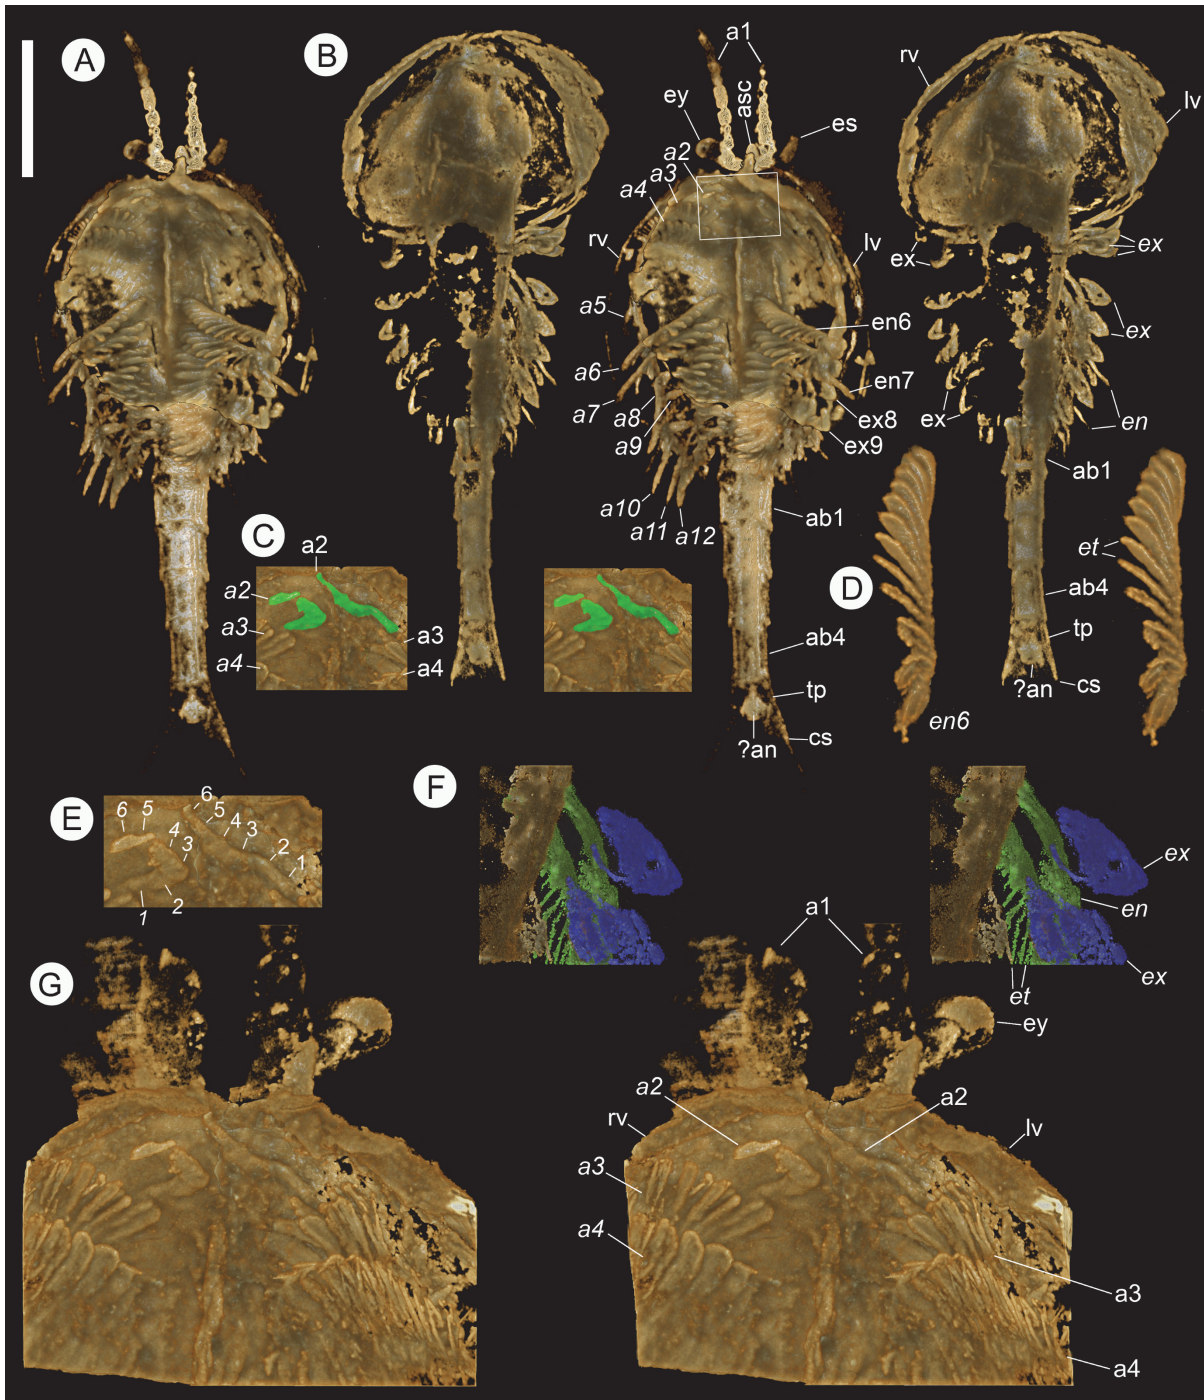 A
B
a1
asc
ey
es
a2
a3
a4
rv
lv
a5
en6
a6
a7
en7
a8
ex8
a9
ex9
a10
a11
a12
ab1
ab4
tp
cs
?an
rv
lv
ex
ex
ex
ex
en
ab1
ab4
tp
cs
?an
C
a2
a2
a3
a4
a3
a4
D
et
en6
E
6
5
4
3
2
1
6
5
4
3
2
1
F
ex
en
ex
et
G
a1
ey
a2
a2
rv
lv
a3
a4
a3
a4